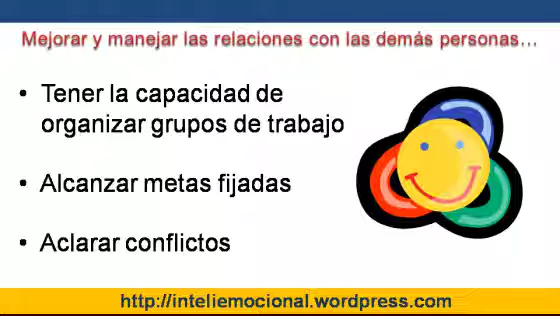 Mejorar y manejar las relaciones con las demás personas...
• Tener la capacidad de
organizar grupos de trabajo
• Alcanzar metas fijadas
• Aclarar conflictos
http://inteliemocional.wordpress.com